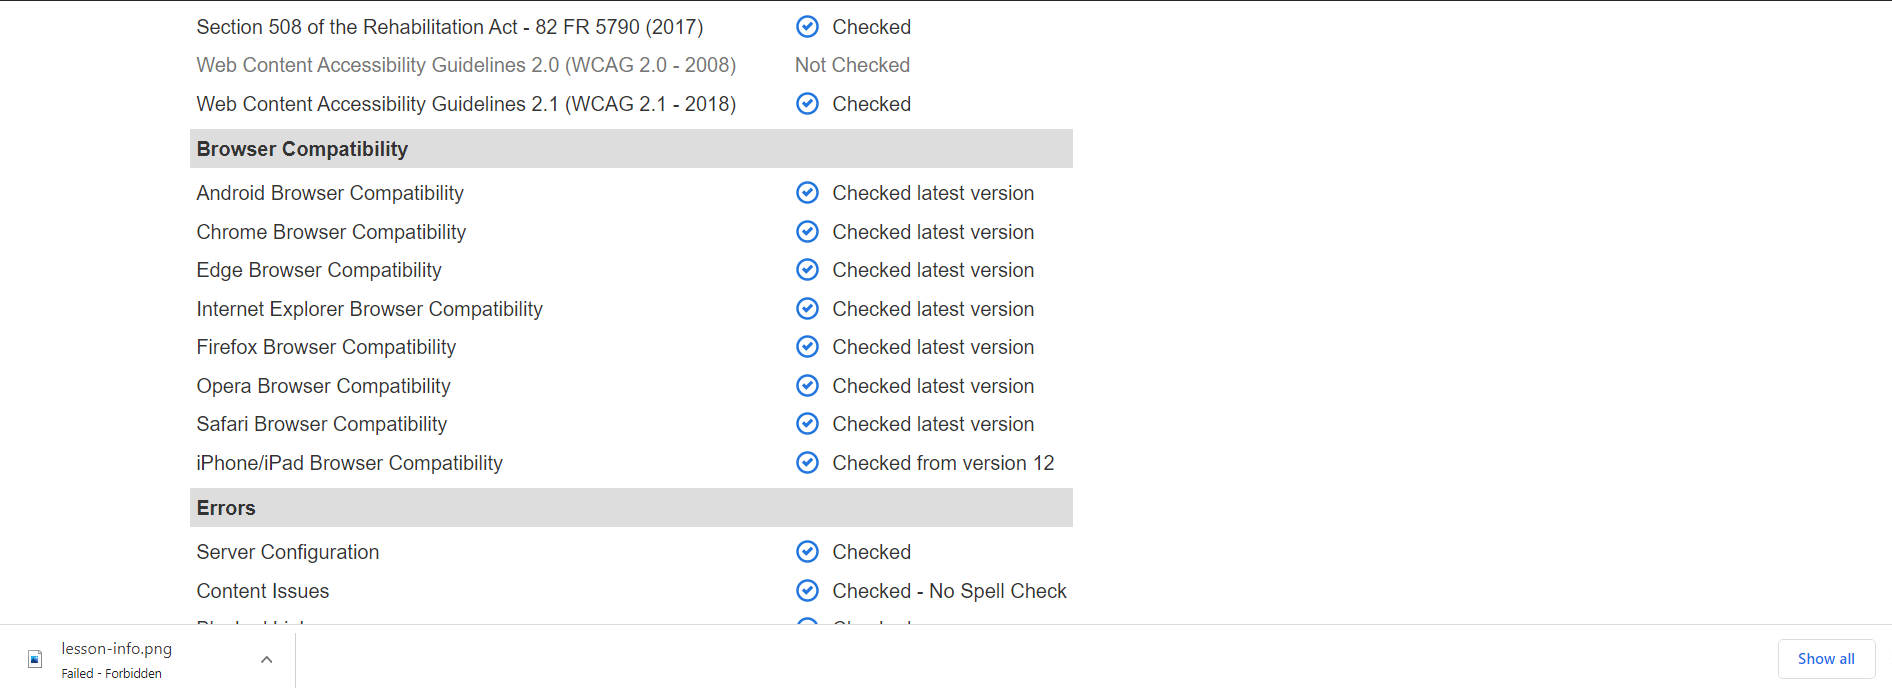 Section 508 of the Rehabilitation Act - 82 FR 5790 (2017) Checked
Web Content Accessibility Guidelines 2.0 (WCAG 2.0 - 2008) Not Checked
Web Content Accessibility Guidelines 2.1 (WCAG 2.1 - 2018) Checked
Browser Compatibility
Android Browser Compatibility Checked latest version
Chrome Browser Compatibility Checked latest version
Edge Browser Compatibility Checked latest version
Internet Explorer Browser Compatibility Checked latest version
Firefox Browser Compatibility Checked latest version
Opera Browser Compatibility Checked latest version
Safari Browser Compatibility Checked latest version
iPhone/iPad Browser Compatibility Checked from version 12
Errors
Server Configuration Checked
Content Issues Checked - No Spell Check
lesson-info.png
Failed - Forbidden
Show all